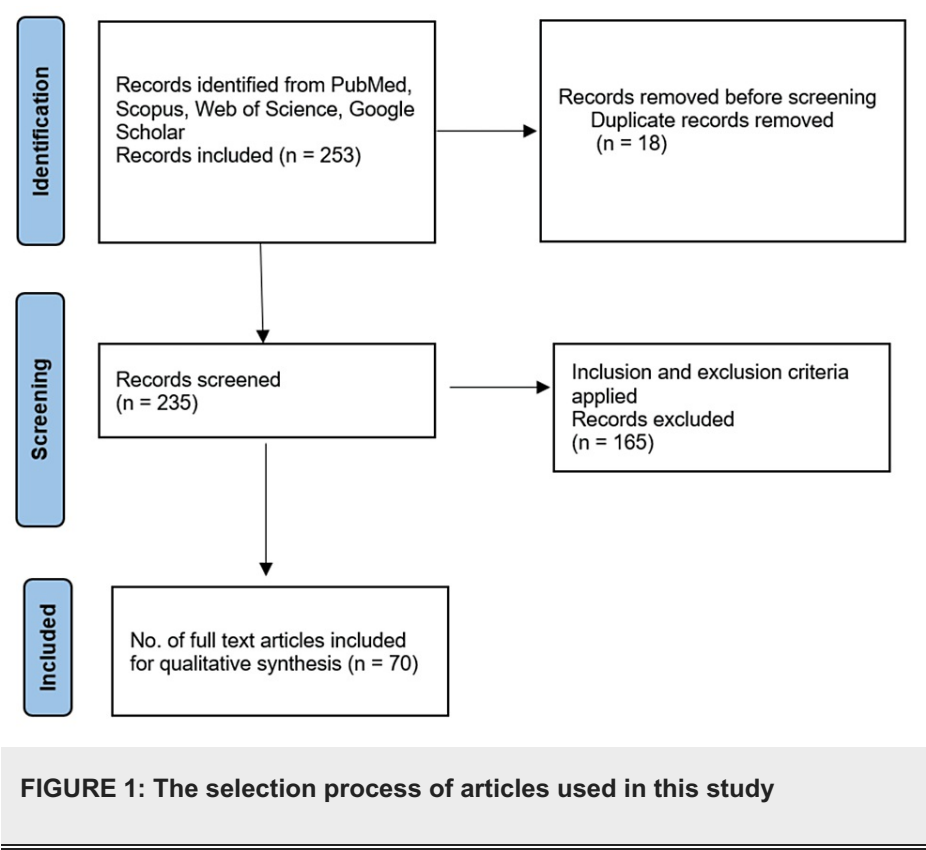 Identification
Records identified from PubMed,
Scopus, Web of Science, Google
Scholar
Records included (n = 253)
Records removed before screening
Duplicate records removed
(n = 18)
Screening
Records screened
(n = 235)
Inclusion and exclusion criteria
applied
Records excluded
(n = 165)
Included
No. of full text articles included
for qualitative synthesis (n = 70)
FIGURE 1: The selection process of articles used in this study